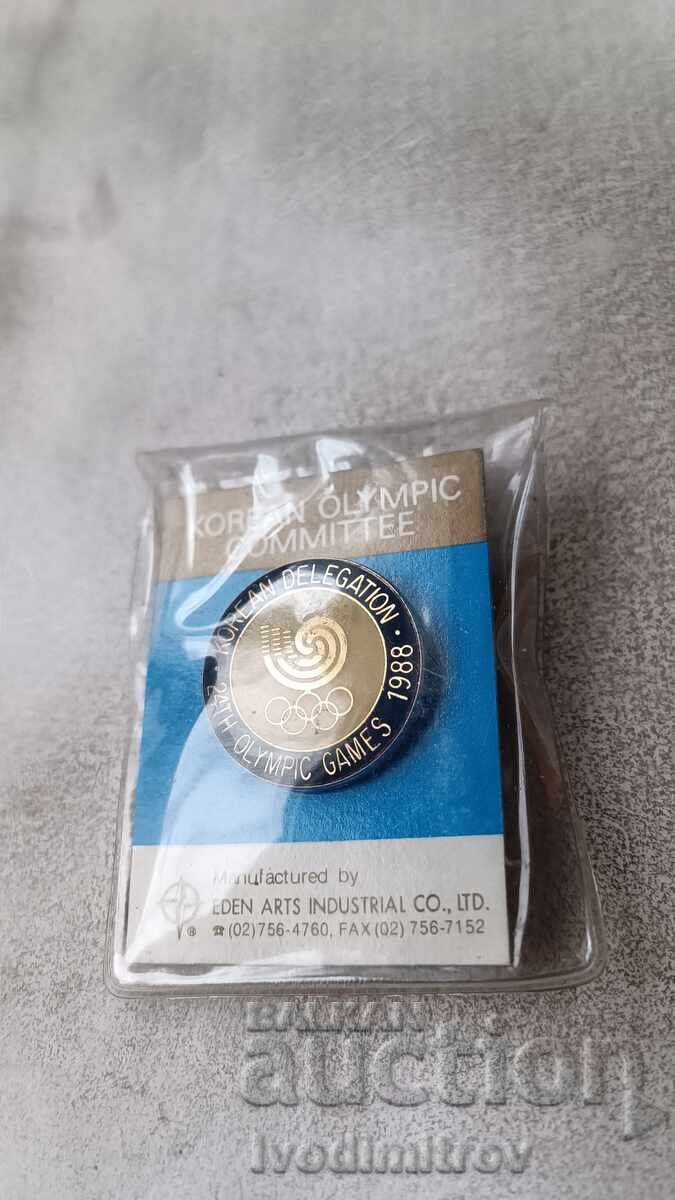 KOREAN OLYMPIC
COMMITTEE
KOREAN DELEGATION ·
24TH OLYMPIC GAMES 1988 ·
Manufactured by
® EDEN ARTS INDUSTRIAL CO., LTD.
☎ (02) 756-4760, FAX (02) 756-7152
BALKAN
auction
Ivodimitrov